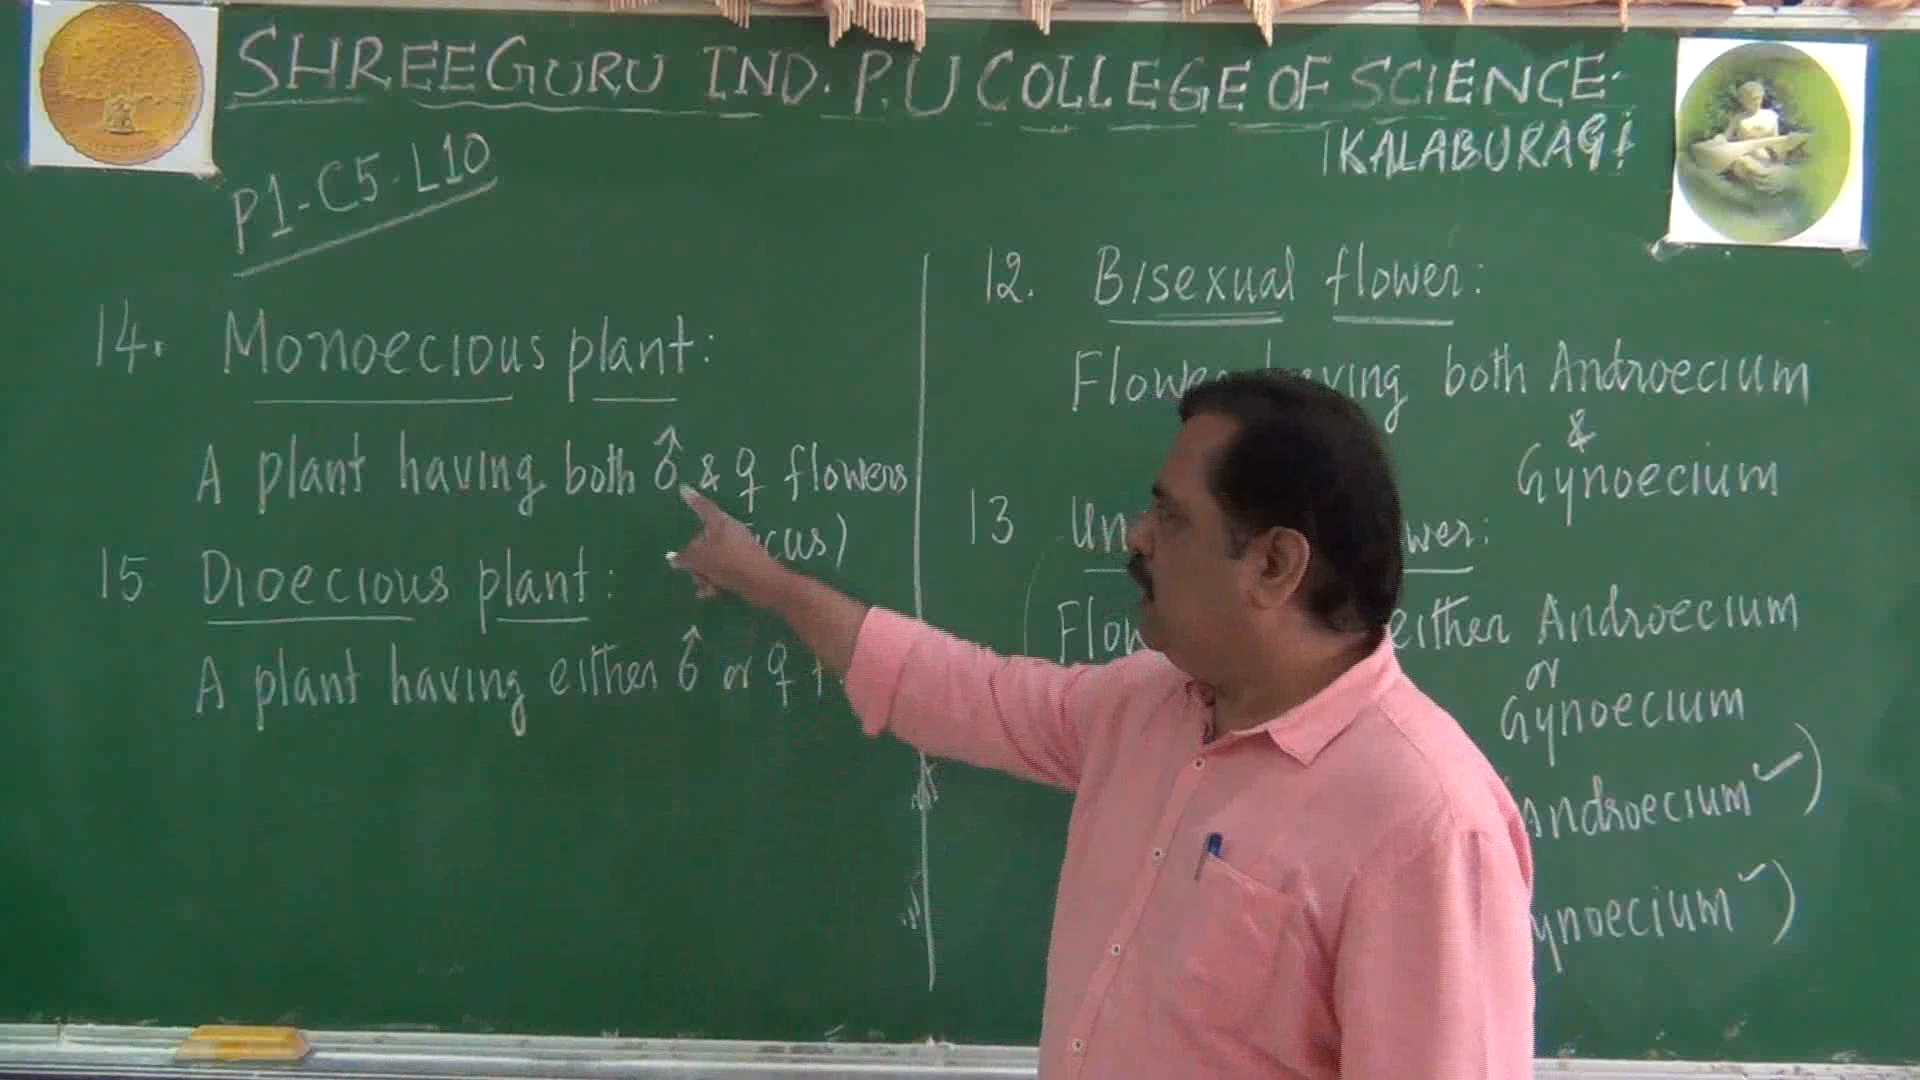 SHREEGURU IND. P.U COLLEGE OF SCIENCE-
KALABURAGI
P1-C5-L10
14. Monoecious plant:
A plant having both ♂ & ♀ flowers
15 Dioecious plant:
A plant having either ♂ or ♀
12. Bisexual flower:
both Androecium
&
Gynoecium
13
either Androecium
or
Gynoecium
Androecium ✓)
✓)